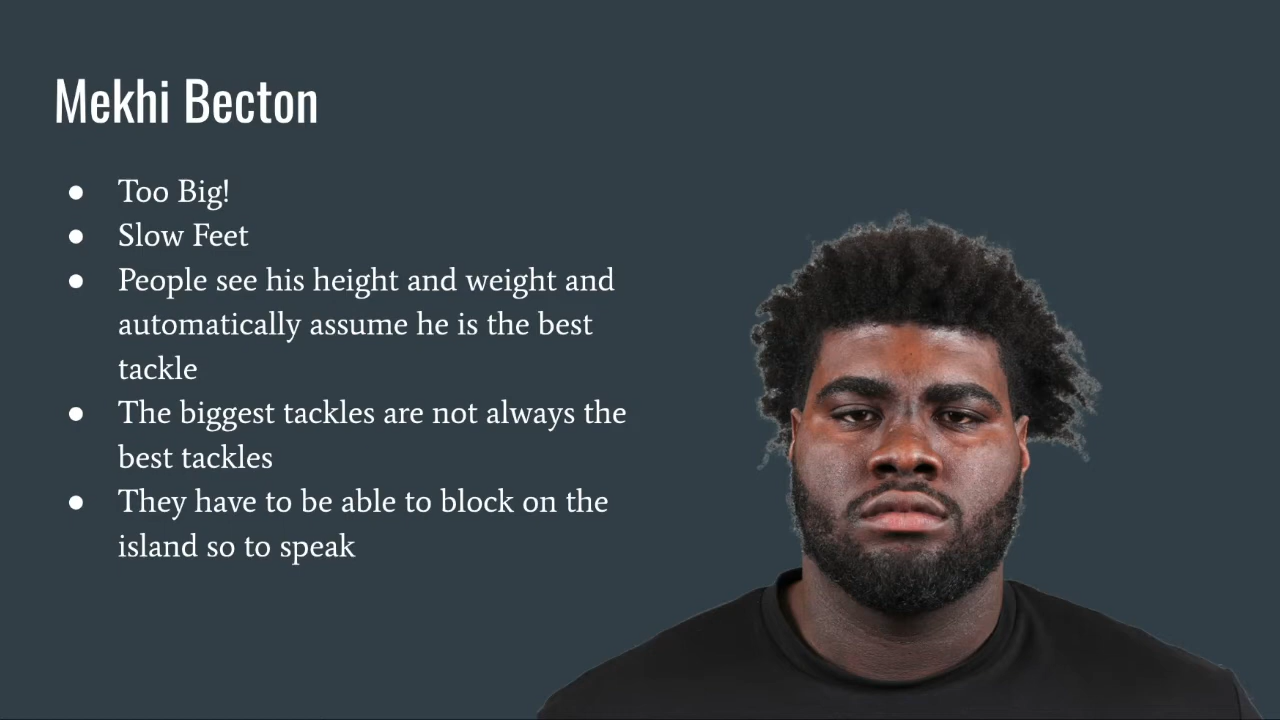 Mekhi Becton
● Too Big!
● Slow Feet
● People see his height and weight and
automatically assume he is the best
tackle
● The biggest tackles are not always the
best tackles
● They have to be able to block on the
island so to speak